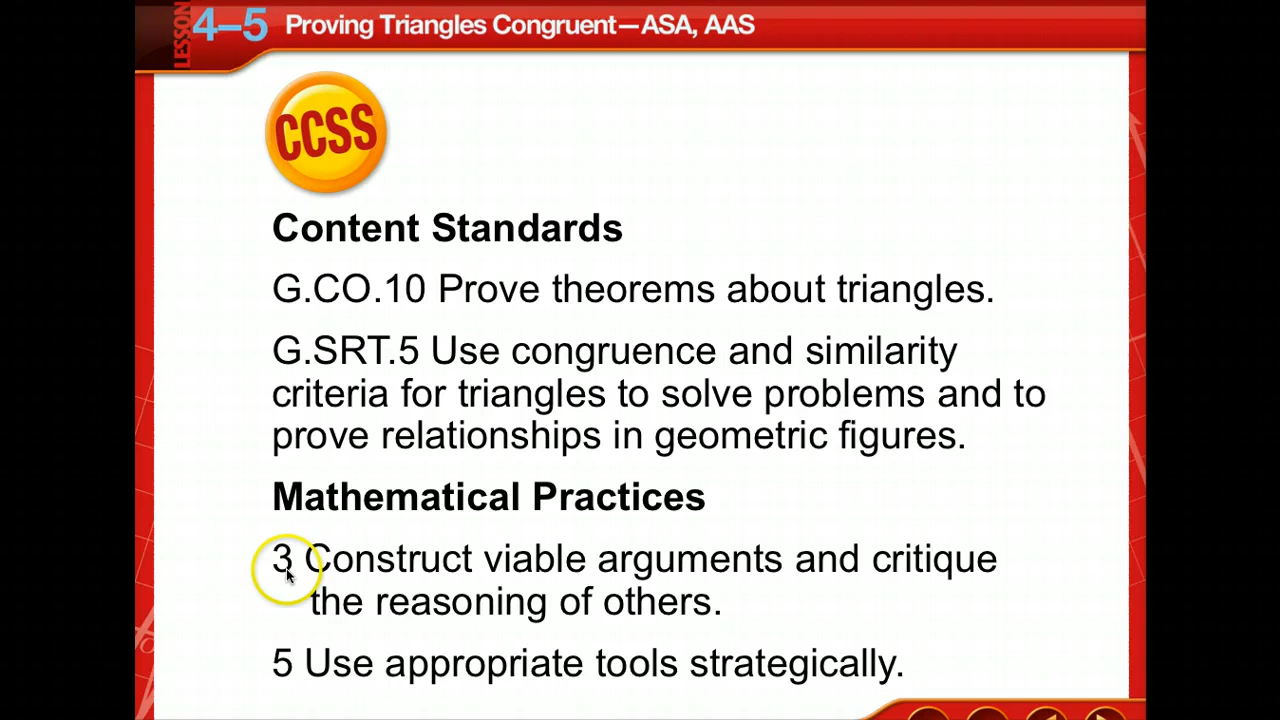 LESSON 4–5 Proving Triangles Congruent—ASA, AAS
CCSS
Content Standards
G.CO.10 Prove theorems about triangles.
G.SRT.5 Use congruence and similarity
criteria for triangles to solve problems and to
prove relationships in geometric figures.
Mathematical Practices
3 Construct viable arguments and critique
the reasoning of others.
5 Use appropriate tools strategically.